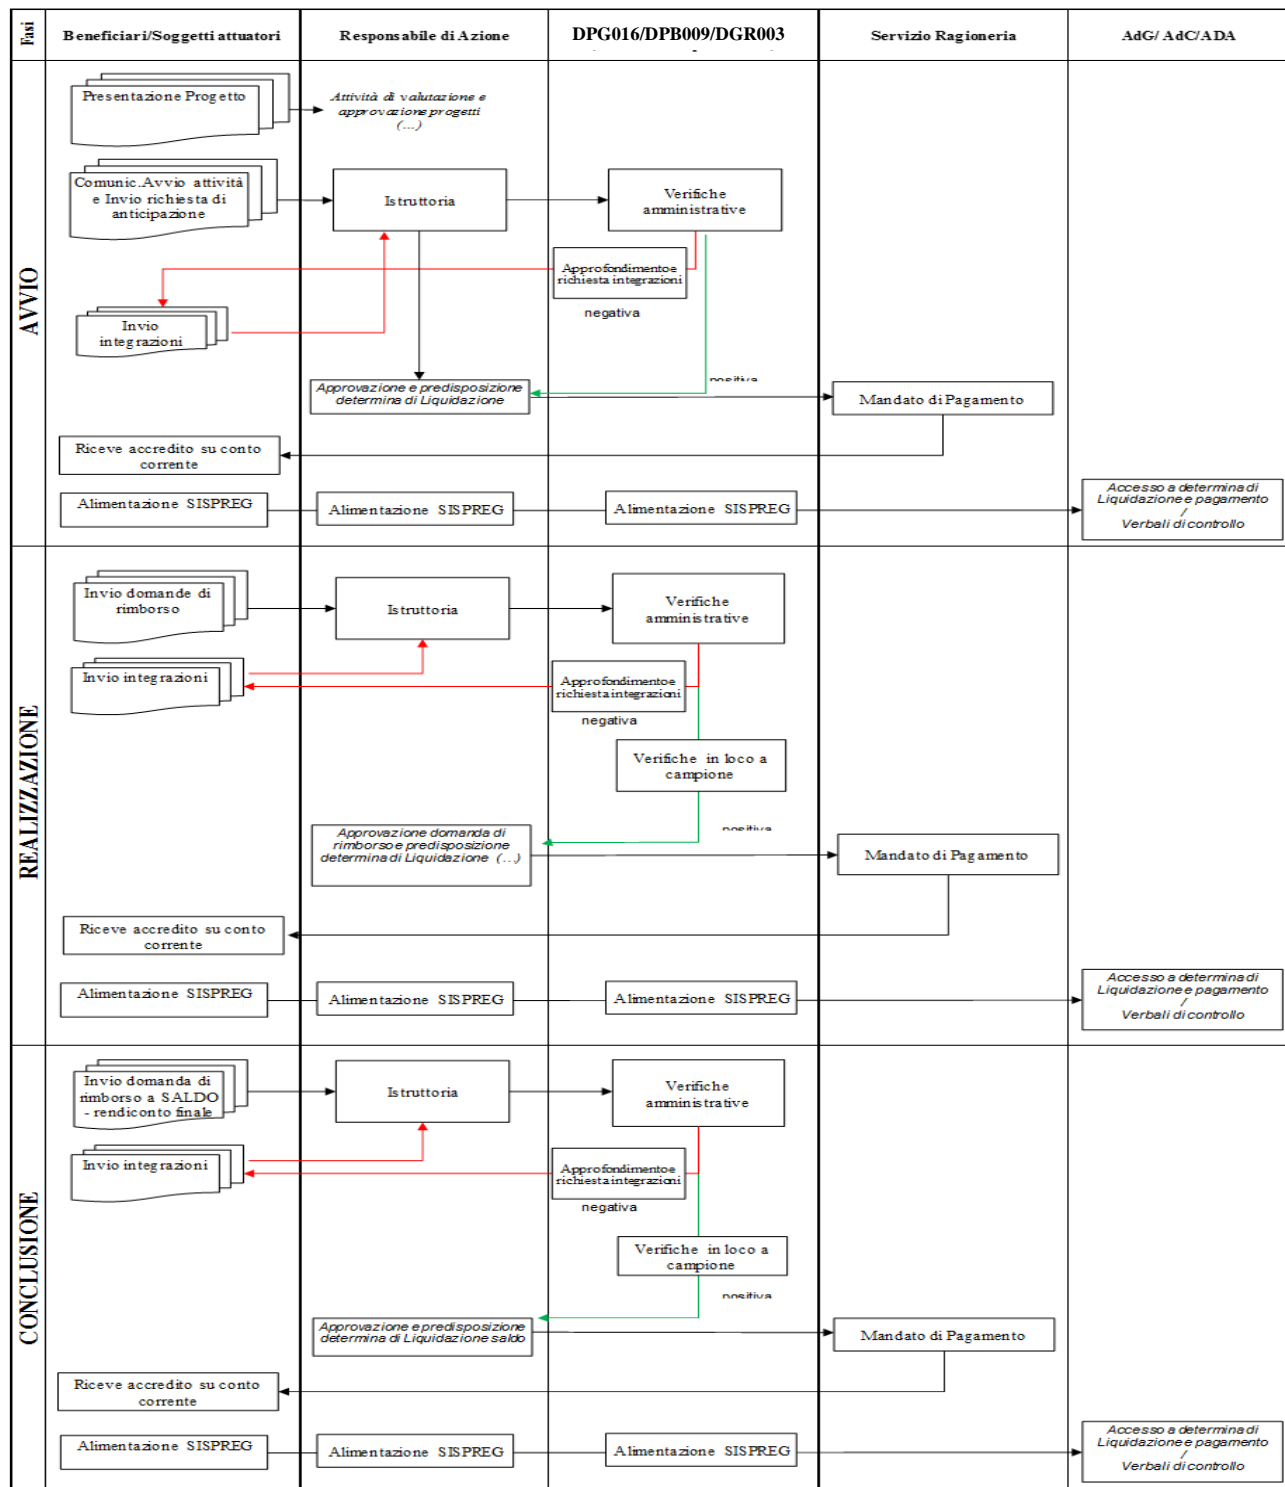 Fasi
Beneficiari/Soggetti attuatori
Responsabile di Azione
DPG016/DPB009/DGR003
Servizio Ragioneria
AdG/ AdC/ADA
AVVIO
Presentazione Progetto
Attività di valutazione e
approvazione progetti
(...)
Comunic.Avvio attività
e Invio richiesta di
anticipazione
Istruttoria
Verifiche
amministrative
Approfondimento e
richiesta integrazioni
negativa
Invio
integrazioni
positiva
Approvazione e predisposizione
determina di Liquidazione
Mandato di Pagamento
Riceve accredito su conto
corrente
Alimentazione SISPREG
Alimentazione SISPREG
Alimentazione SISPREG
Accesso a determina di
Liquidazione e pagamento
/
Verbali di controllo
REALIZZAZIONE
Invio domande di
rimborso
Istruttoria
Verifiche
amministrative
Invio integrazioni
Approfondimento e
richiesta integrazioni
negativa
Verifiche in loco a
campione
positiva
Approvazione domanda di
rimborso e predisposizione
determina di Liquidazione (...)
Mandato di Pagamento
Riceve accredito su conto
corrente
Alimentazione SISPREG
Alimentazione SISPREG
Alimentazione SISPREG
Accesso a determina di
Liquidazione e pagamento
/
Verbali di controllo
CONCLUSIONE
Invio domanda di
rimborso a SALDO
- rendiconto finale
Istruttoria
Verifiche
amministrative
Invio integrazioni
Approfondimento e
richiesta integrazioni
negativa
Verifiche in loco a
campione
positiva
Approvazione e predisposizione
determina di Liquidazione saldo
Mandato di Pagamento
Riceve accredito su conto
corrente
Alimentazione SISPREG
Alimentazione SISPREG
Alimentazione SISPREG
Accesso a determina di
Liquidazione e pagamento
/
Verbali di controllo